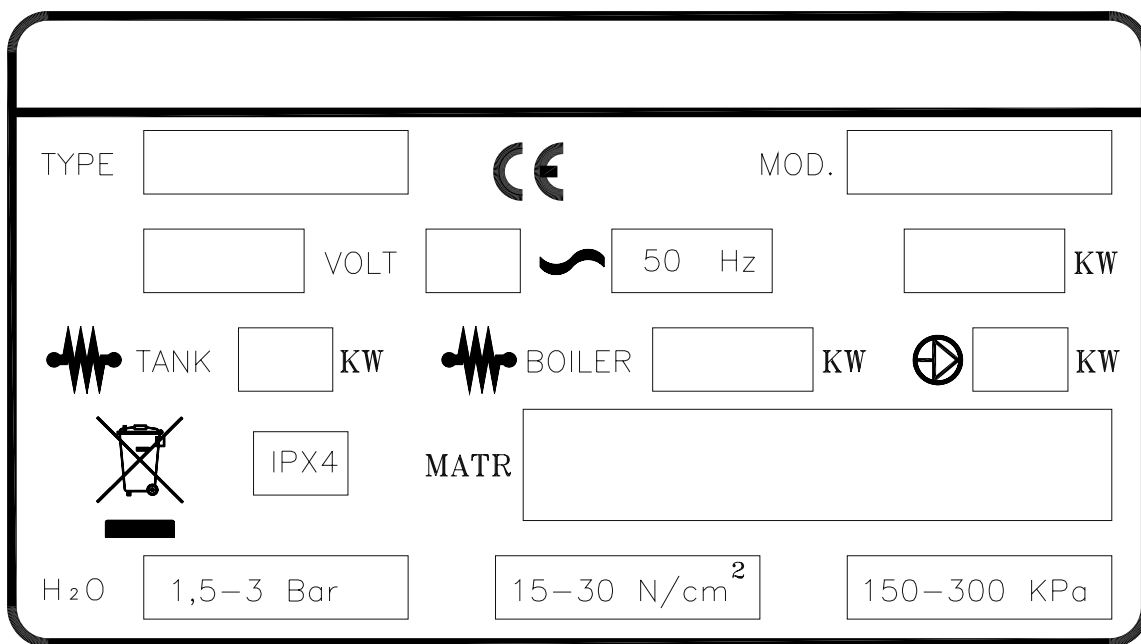 TYPE CE MOD.
VOLT 50 Hz KW
TANK KW BOILER KW KW
IPX4 MATR
H₂O 1,5-3 Bar 15-30 N/cm² 150-300 KPa